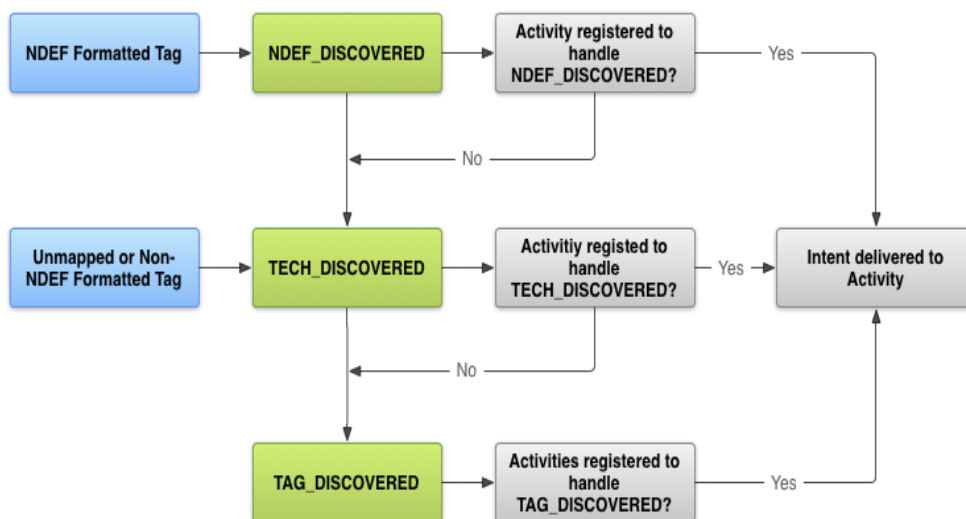 NDEF Formatted Tag
NDEF_DISCOVERED
Activity registered to
handle
NDEF_DISCOVERED?
Yes
No
Unmapped or Non-
NDEF Formatted Tag
TECH_DISCOVERED
Activitiy registed to
handle
TECH_DISCOVERED?
Yes
Intent delivered to
Activity
No
TAG_DISCOVERED
Activities registered to
handle
TAG_DISCOVERED?
Yes